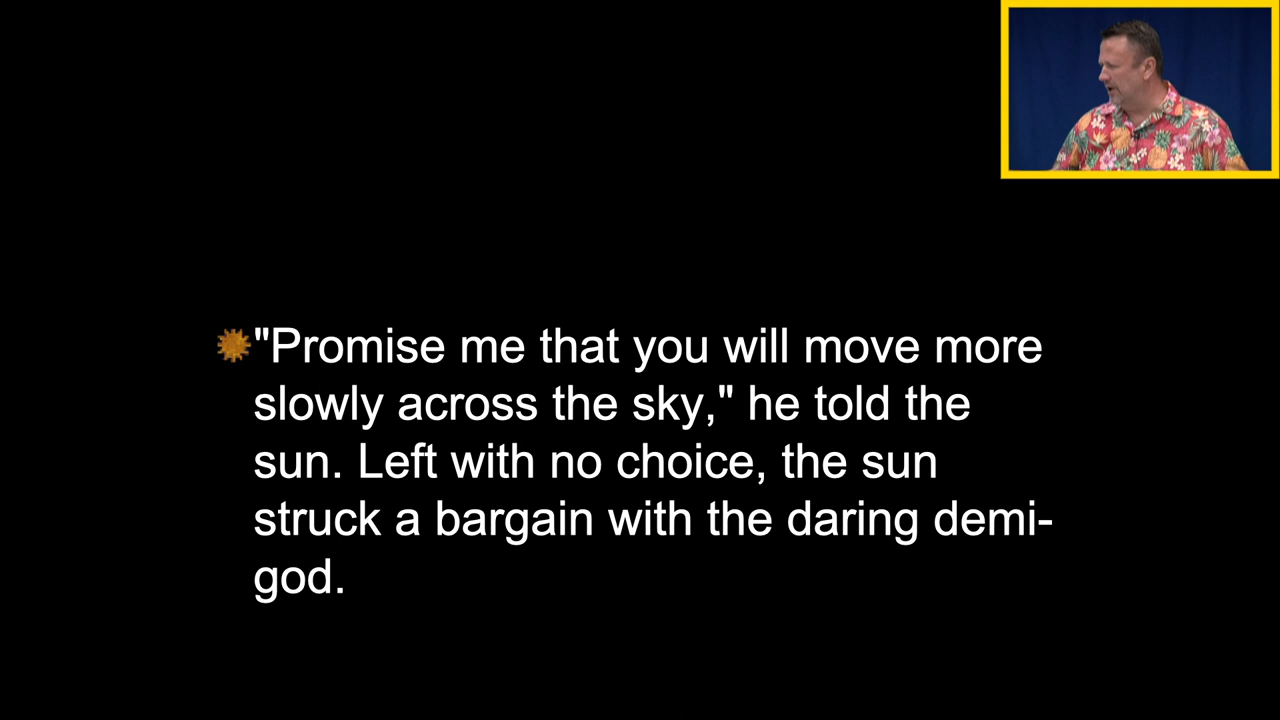 "Promise me that you will move more
slowly across the sky," he told the
sun. Left with no choice, the sun
struck a bargain with the daring demi-
god.